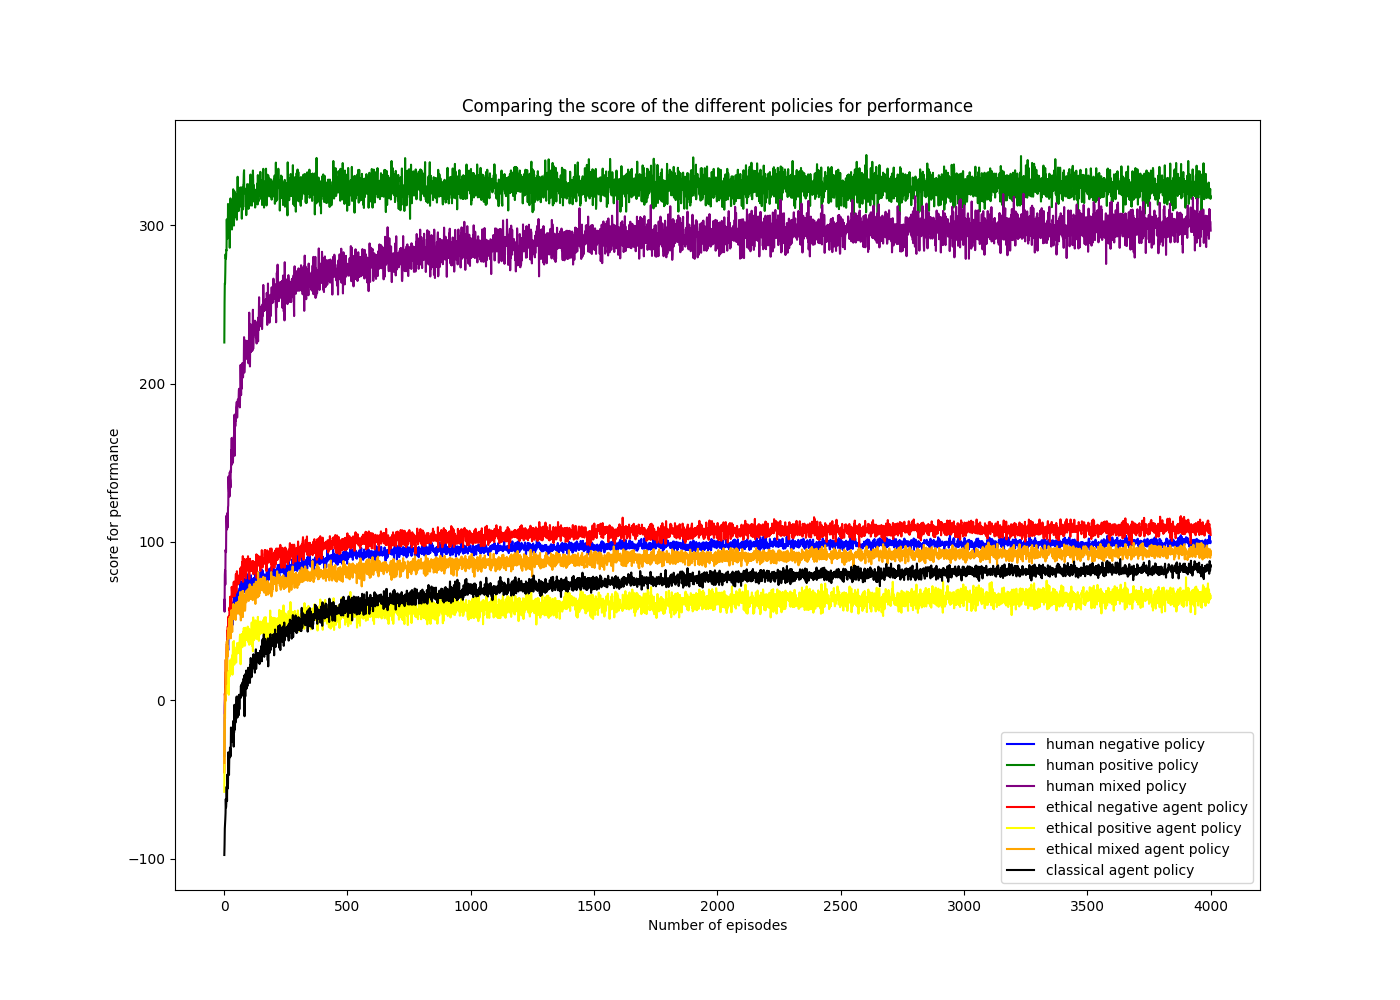 Comparing the score of the different policies for performance
300
200
100
0
−100
score for performance
0 500 1000 1500 2000 2500 3000 3500 4000
Number of episodes
human negative policy
human positive policy
human mixed policy
ethical negative agent policy
ethical positive agent policy
ethical mixed agent policy
classical agent policy